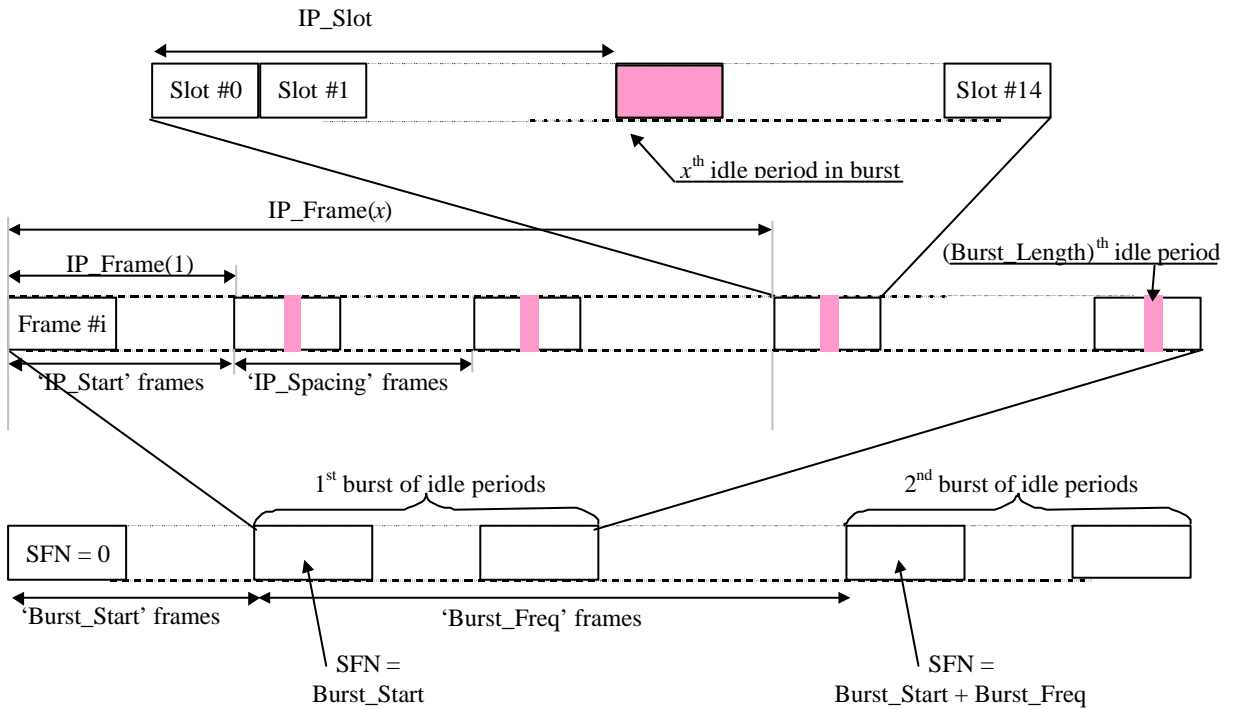 IP_Slot
Slot #0 Slot #1 Slot #14
xth idle period in burst
IP_Frame(x)
IP_Frame(1)
(Burst_Length)th idle period
Frame #i
‘IP_Start’ frames ‘IP_Spacing’ frames
1st burst of idle periods 2nd burst of idle periods
SFN = 0
‘Burst_Start’ frames ‘Burst_Freq’ frames
SFN =
Burst_Start
SFN =
Burst_Start + Burst_Freq